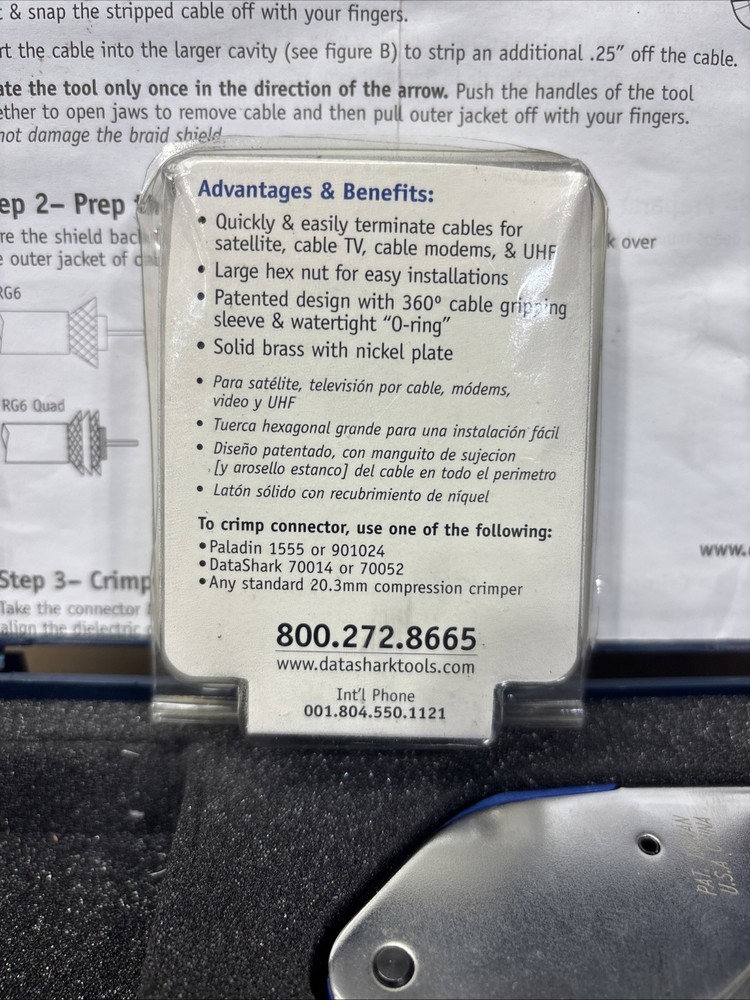 & snap the stripped cable off with your fingers.
rt the cable into the larger cavity (see figure B) to strip an additional .25” off the cable.
ate the tool only once in the direction of the arrow. Push the handles of the tool
ether to open jaws to remove cable and then pull outer jacket off with your fingers.
not damage the braid shield
ep 2– Prep
re the shield bac
k over
outer jacket of
RG6
RG6 Quad
Step 3– Crimp
Take the connector
align the dielectric
www.
Advantages & Benefits:
• Quickly & easily terminate cables for
satellite, cable TV, cable modems, & UHF
• Large hex nut for easy installations
• Patented design with 360º cable gripping
sleeve & watertight “O-ring”
• Solid brass with nickel plate
• Para satélite, televisión por cable, módems,
video y UHF
• Tuerca hexagonal grande para una instalación fácil
• Diseño patentado, con manguito de sujecion
[y arosello estanco] del cable en todo el perimetro
• Latón sólido con recubrimiento de níquel
To crimp connector, use one of the following:
• Paladin 1555 or 901024
• DataShark 70014 or 70052
• Any standard 20.3mm compression crimper
800.272.8665
www.datasharktools.com
Int'l Phone
001.804.550.1121
PAT.
U.S.A. CHINA